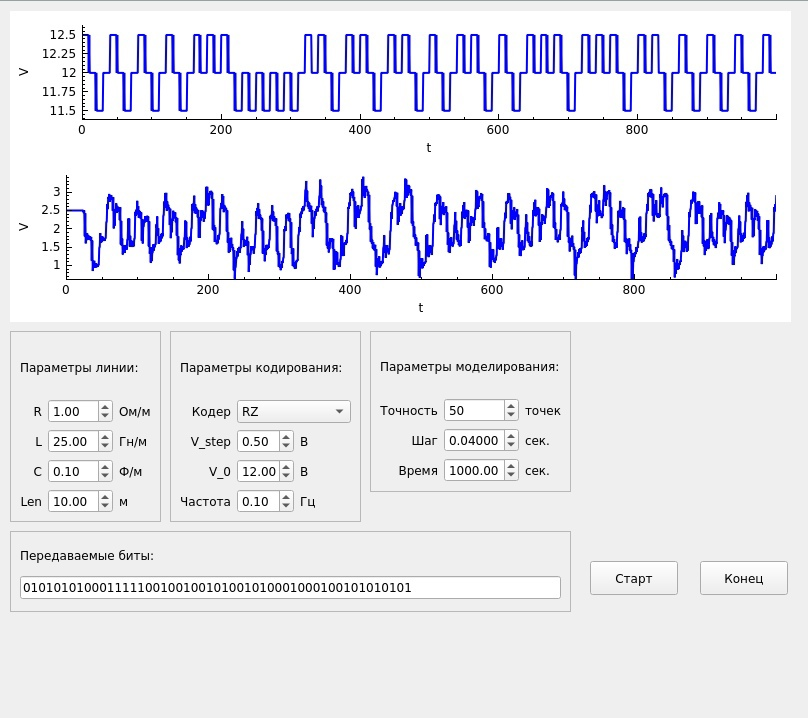 12.5
12.25
V 12
11.75
11.5
0 200 400 600 800
t
3
2.5
V 2
1.5
1
0 200 400 600 800
t
Параметры линии:
R 1.00 Ом/м
L 25.00 Гн/м
C 0.10 Ф/м
Len 10.00 м
Параметры кодирования:
Кодер RZ
V_step 0.50 В
V_0 12.00 В
Частота 0.10 Гц
Параметры моделирования:
Точность 50 точек
Шаг 0.04000 сек.
Время 1000.00 сек.
Передаваемые биты:
01010101000111110010010010100101000100010010101010101
Старт
Конец